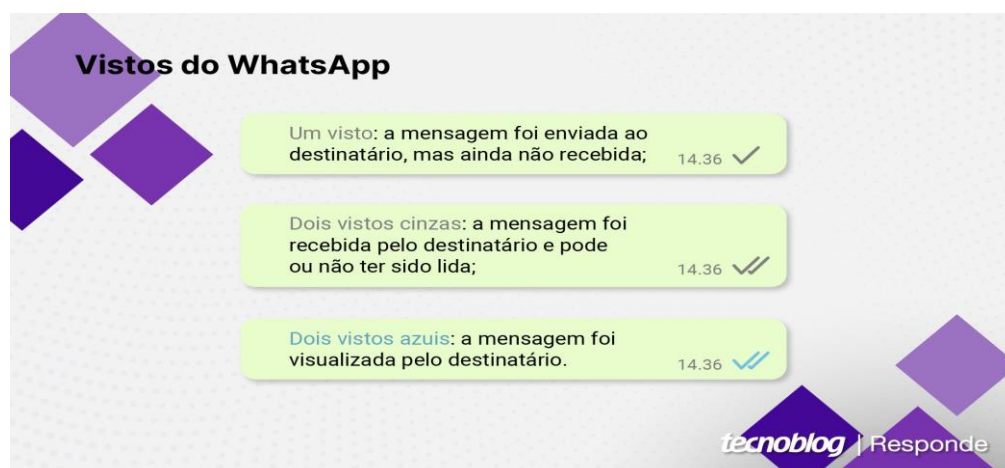 Vistos do WhatsApp
Um visto: a mensagem foi enviada ao
destinatário, mas ainda não recebida;
14.36
Dois vistos cinzas: a mensagem foi
recebida pelo destinatário e pode
ou não ter sido lida;
14.36
Dois vistos azuis: a mensagem foi
visualizada pelo destinatário.
14.36
tecnoblog | Responde